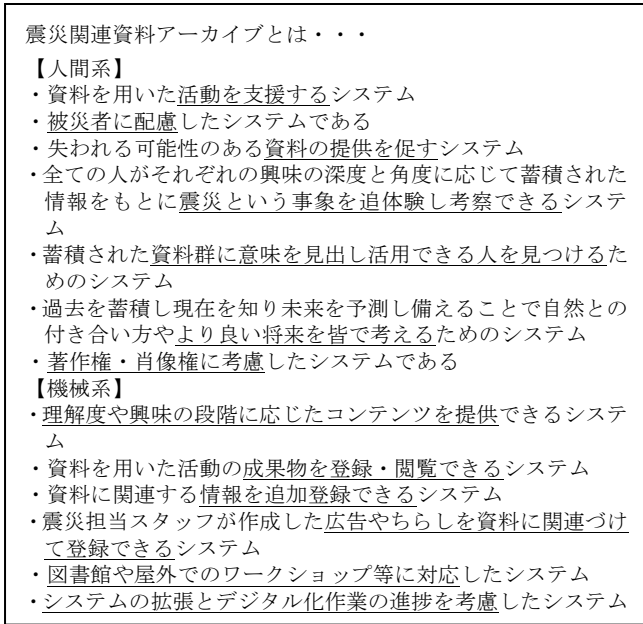 震災関連資料アーカイブとは・・・
【人間系】
・資料を用いた活動を支援するシステム
・被災者に配慮したシステムである
・失われる可能性のある資料の提供を促すシステム
・全ての人がそれぞれの興味の深度と角度に応じて蓄積された
情報をもとに震災という事象を追体験し考察できるシステ
ム
・蓄積された資料群に意味を見出し活用できる人を見つけるた
めのシステム
・過去を蓄積し現在を知り未来を予測し備えることで自然との
付き合い方やより良い将来を皆で考えるためのシステム
・著作権・肖像権に考慮したシステムである
【機械系】
・理解度や興味の段階に応じたコンテンツを提供できるシステ
ム
・資料を用いた活動の成果物を登録・閲覧できるシステム
・資料に関連する情報を追加登録できるシステム
・震災担当スタッフが作成した広告やちらしを資料に関連づけ
て登録できるシステム
・図書館や屋外でのワークショップ等に対応したシステム
・システムの拡張とデジタル化作業の進捗を考慮したシステム